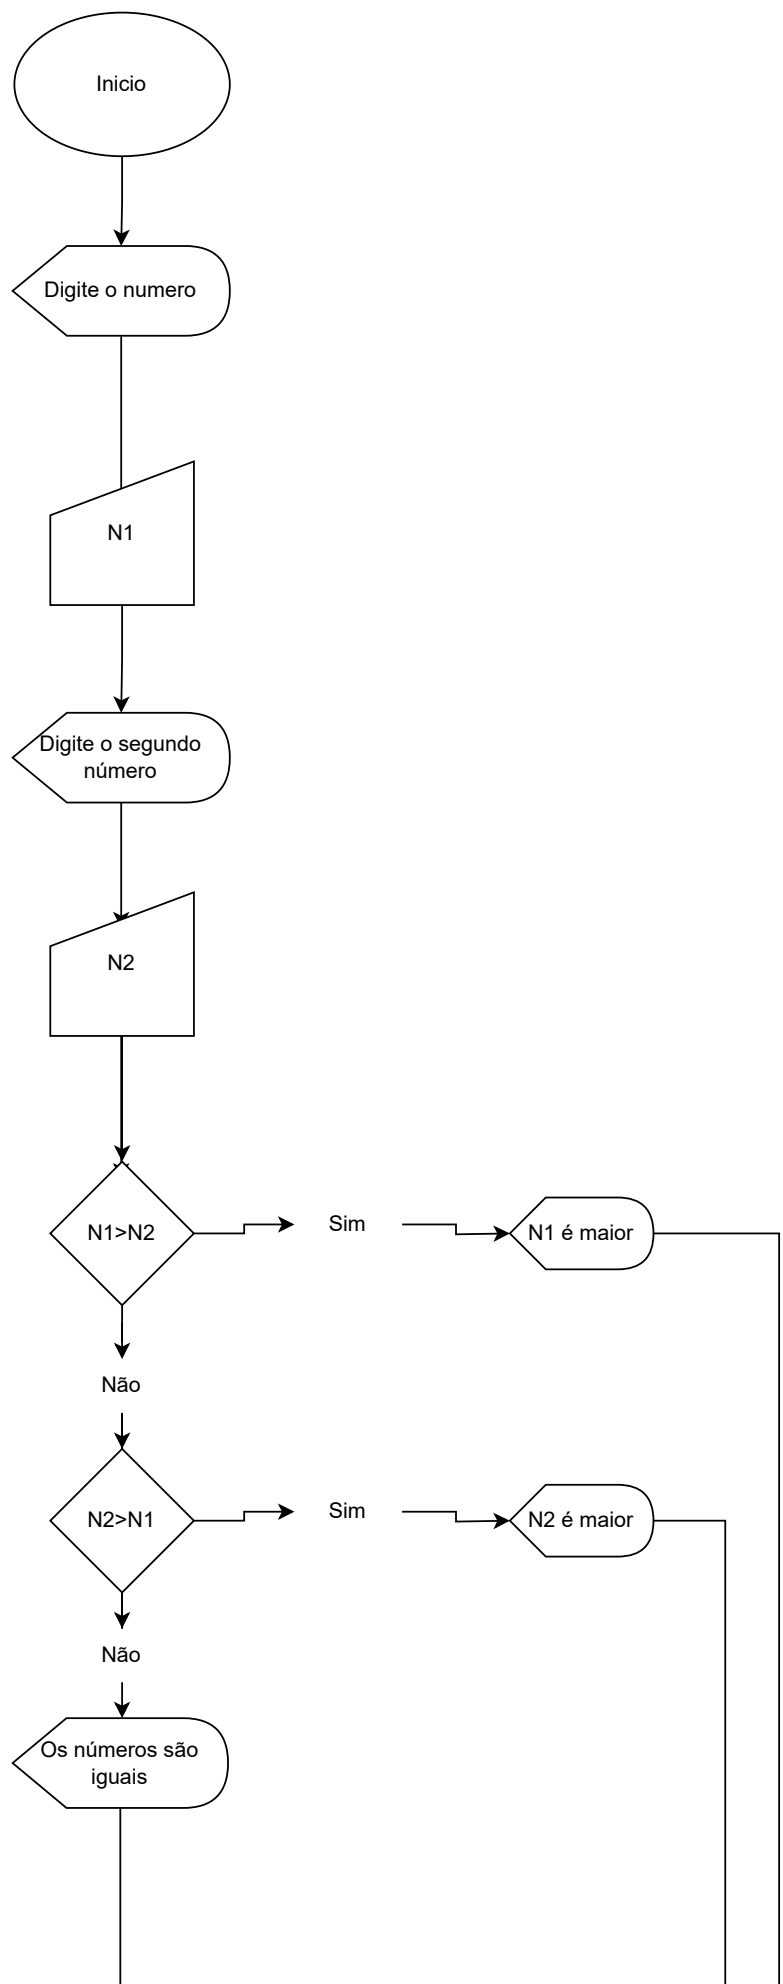 Inicio
Digite o numero
N1
Digite o segundo
número
N2
N1>N2
Sim
N1 é maior
Não
N2>N1
Sim
N2 é maior
Não
Os números são
iguais